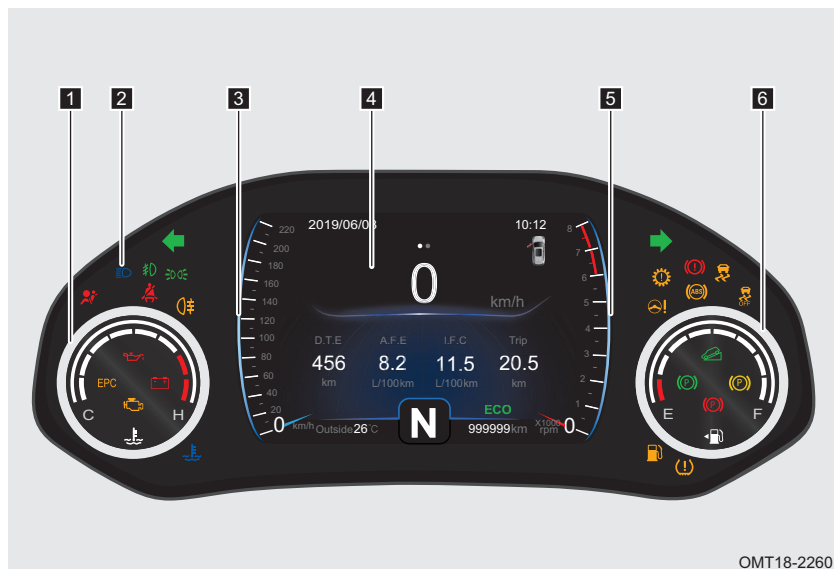 1 2 3 4 5 6
2019/06/03 10:12
220
200
180
160
140
120
100
80
60
40
20
0 km/h
0
km/h
8
7
6
5
4
3
2
1
X1000
rpm 0
D.T.E A.F.E I.F.C Trip
456 8.2 11.5 20.5
km L/100km L/100km km
ECO
Outside 26°C N 999999km
EPC
C H
ABS
OFF
P P
P
E F
OMT18-2260